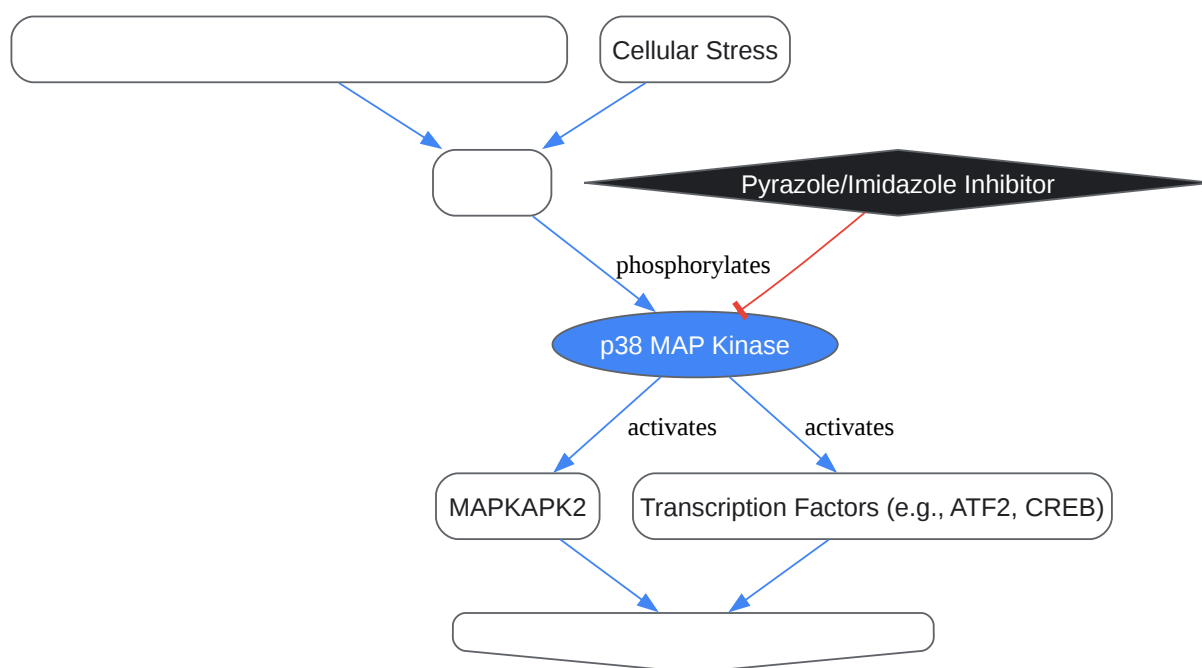 Cellular Stress
Pyrazole/Imidazole Inhibitor
phosphorylates
p38 MAP Kinase
activates
activates
MAPKAPK2
Transcription Factors (e.g., ATF2, CREB)